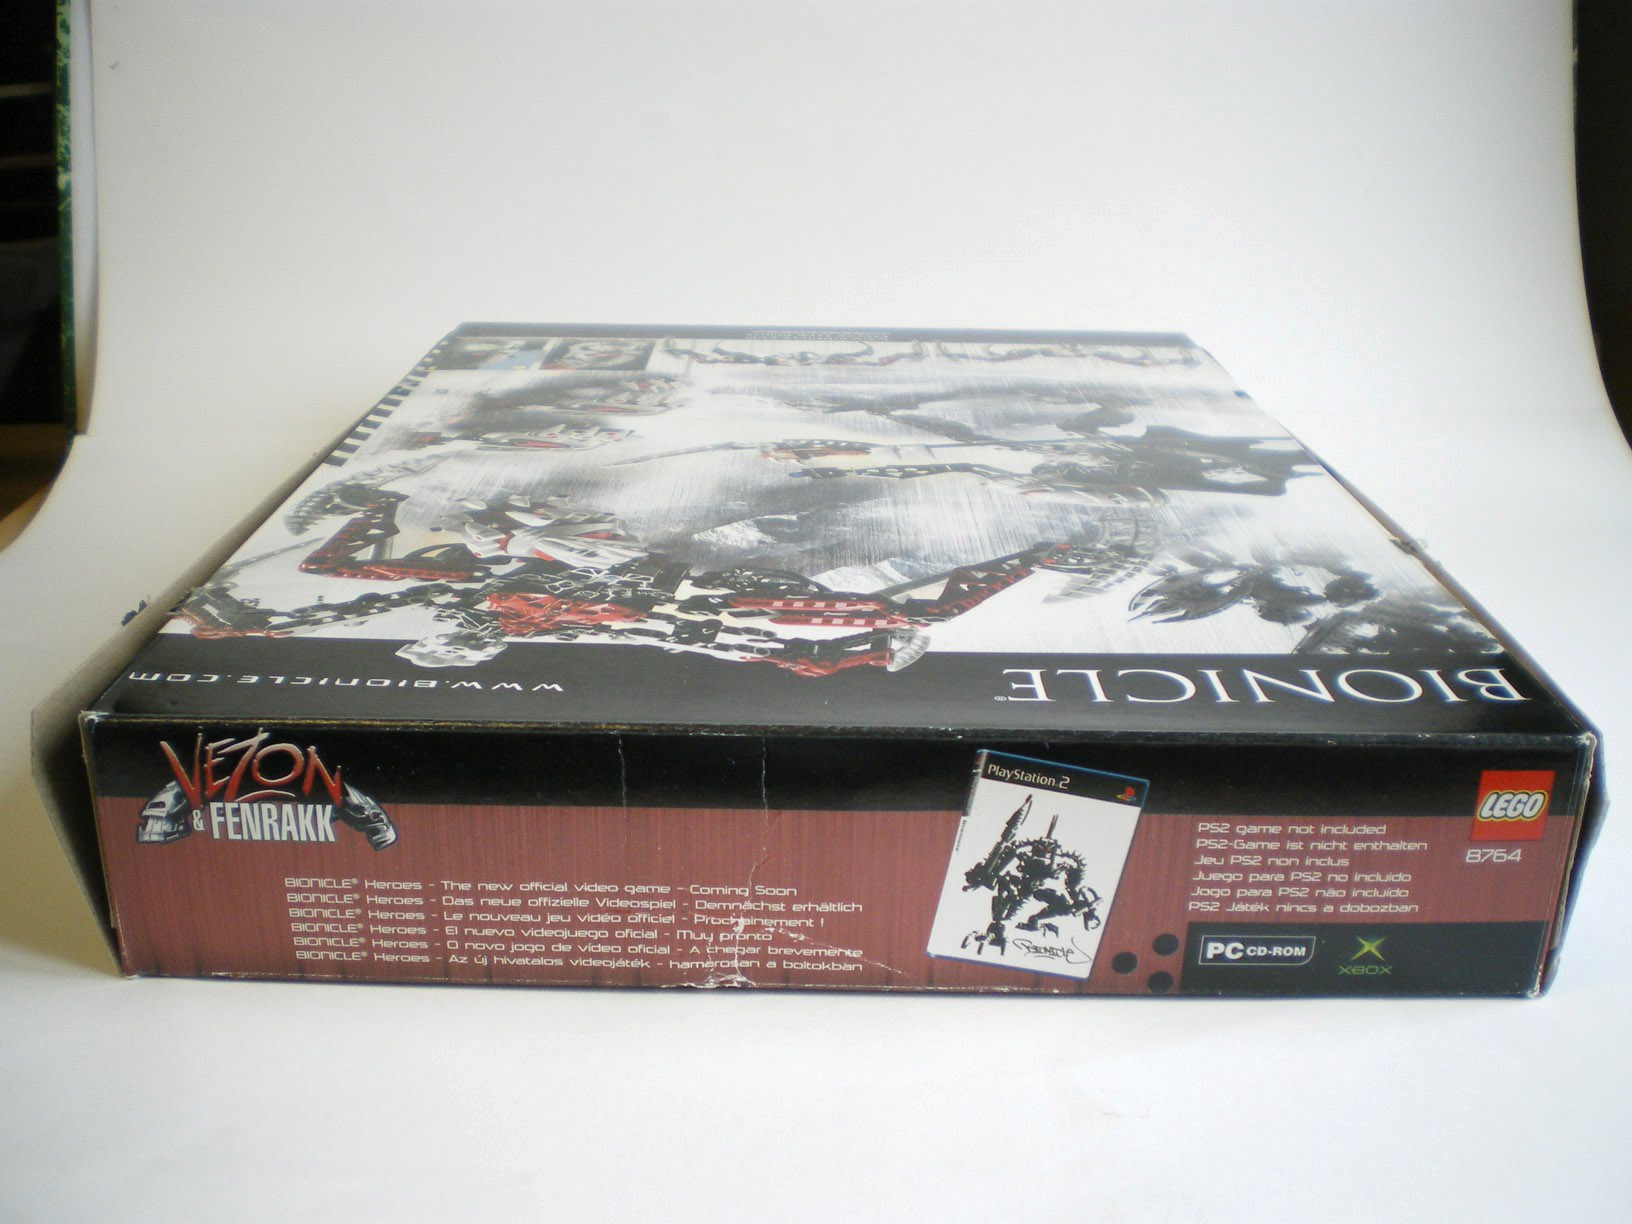 BIONICLE®
WWW.BIONICLE.COM
VEZON
& FENRAKK
BIONICLE® Heroes - The new official video game - Coming Soon
BIONICLE® Heroes - Das neue offizielle Videospiel - Demnächst erhältlich
BIONICLE® Heroes - Le nouveau jeu vidéo officiel - Prochainement !
BIONICLE® Heroes - El nuevo videojuego oficial - Muy pronto
BIONICLE® Heroes - O novo jogo de vídeo oficial - A chegar brevemente
BIONICLE® Heroes - Az új hivatalos videojáték - hamarosan a boltokban
PlayStation 2
BIONICLE
PS2 game not included
PS2-Game ist nicht enthalten
Jeu PS2 non inclus
Juego para PS2 no incluido
Jogo para PS2 não incluído
PS2 Játék nincs a dobozban
PC CD-ROM
XBOX
LEGO
8764